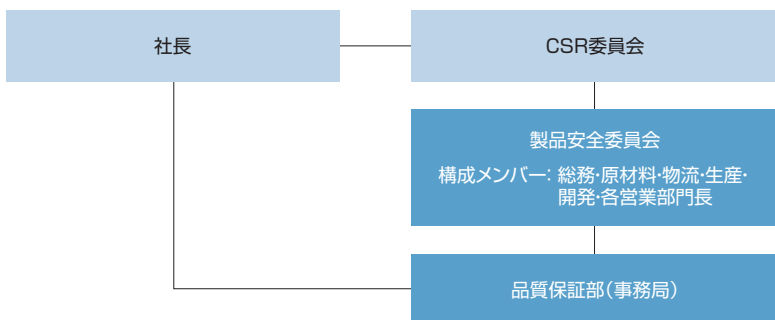 社長
CSR委員会
製品安全委員会
構成メンバー：総務・原材料・物流・生産・
開発・各営業部門長
品質保証部（事務局）